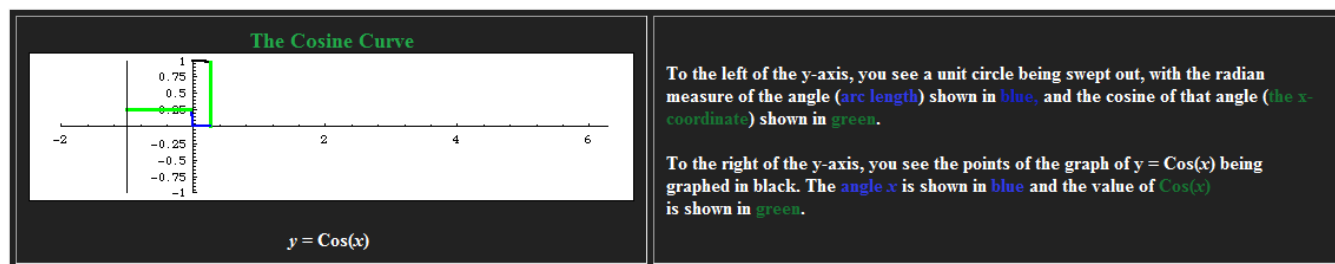 The Cosine Curve
1
0.75
0.5
0.25
-2
2
4
6
-0.25
-0.5
-0.75
-1
y = Cos(x)
To the left of the y-axis, you see a unit circle being swept out, with the radian
measure of the angle (arc length) shown in blue, and the cosine of that angle (the x-
coordinate) shown in green.
To the right of the y-axis, you see the points of the graph of y = Cos(x) being
graphed in black. The angle x is shown in blue and the value of Cos(x)
is shown in green.